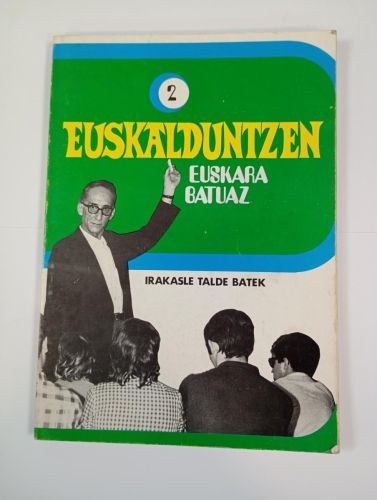 2
EUSKALDUNTZEN
EUSKARA
BATUAZ
IRAKASLE TALDE BATEK